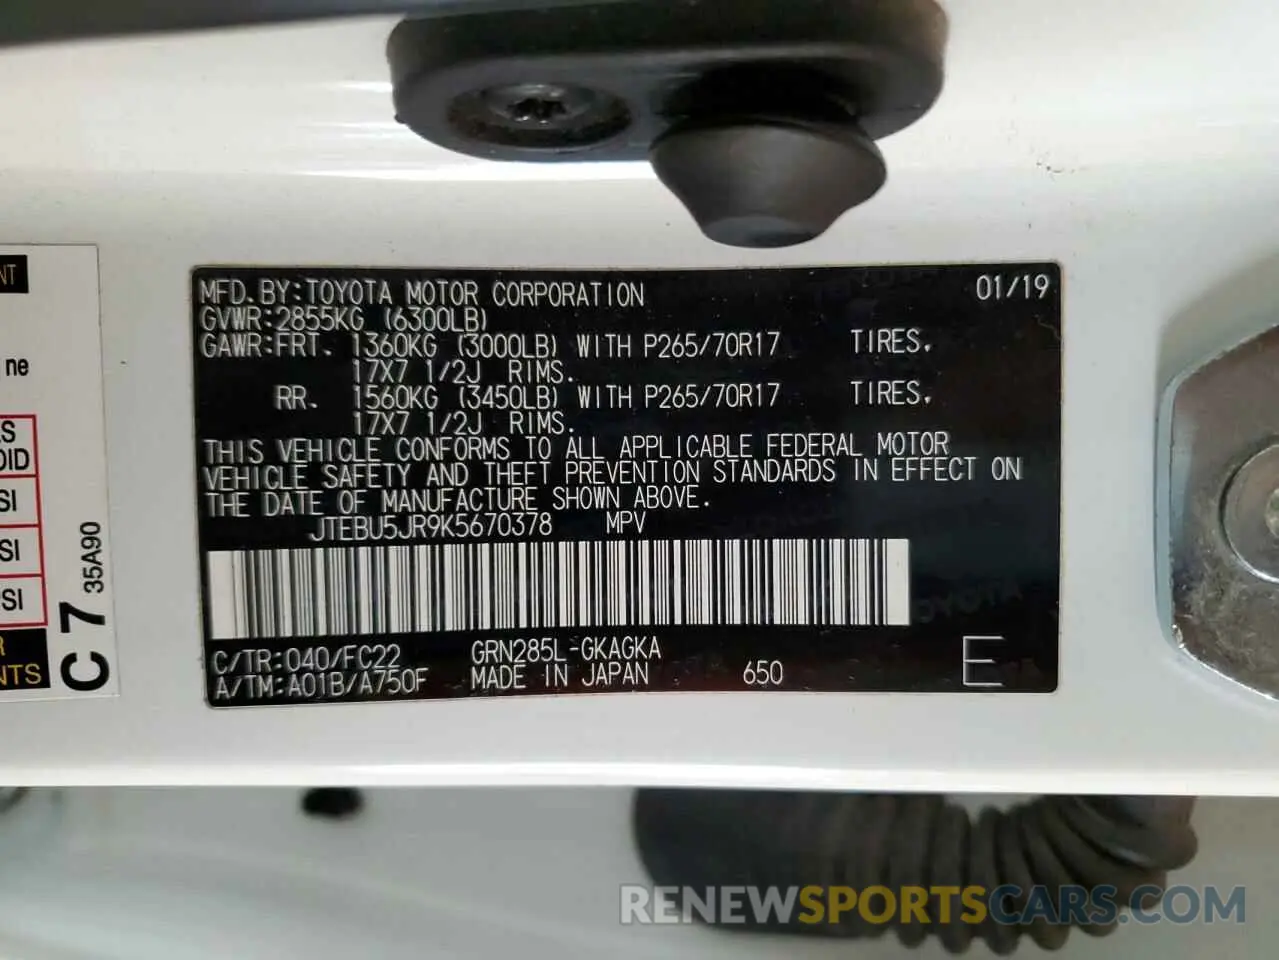 MFD. BY: TOYOTA MOTOR CORPORATION 01/19
GVWR: 2855KG (6300LB)
GAWR: FRT. 1360KG (3000LB) WITH P265/70R17 TIRES.
17X7 1/2J RIMS.
RR. 1560KG (3450LB) WITH P265/70R17 TIRES.
17X7 1/2J RIMS.
THIS VEHICLE CONFORMS TO ALL APPLICABLE FEDERAL MOTOR
VEHICLE SAFETY AND THEFT PREVENTION STANDARDS IN EFFECT ON
THE DATE OF MANUFACTURE SHOWN ABOVE.
JTEBU5JR9K5670378 MPV
C/TR: 040/FC22 GRN285L-GKAGKA
A/TM: A01B/A750F MADE IN JAPAN 650 E
C 7 35A90
RENEWSPORTSCARS.COM